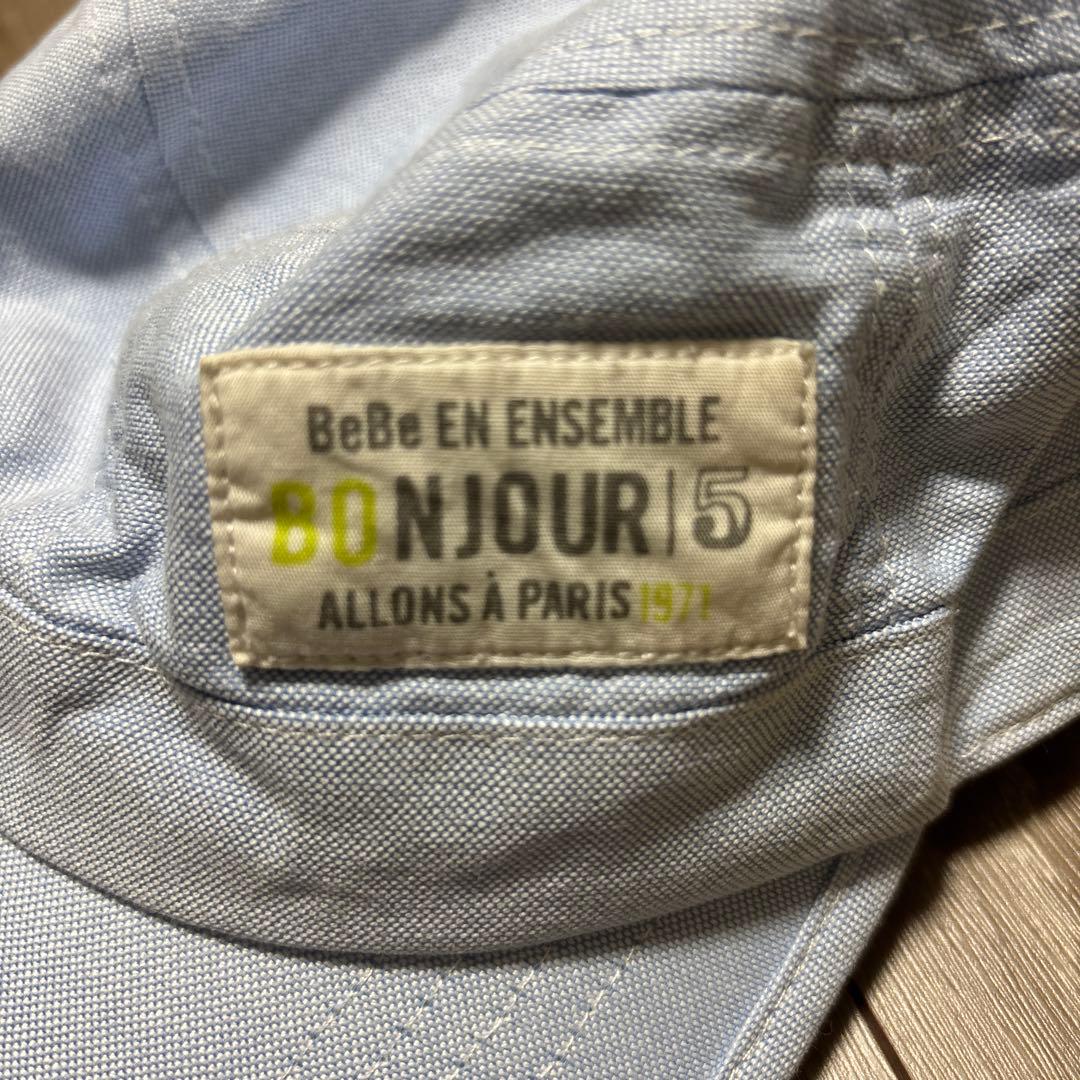 BeBe EN ENSEMBLE
BONJOUR|5
ALLONS À PARIS 1971